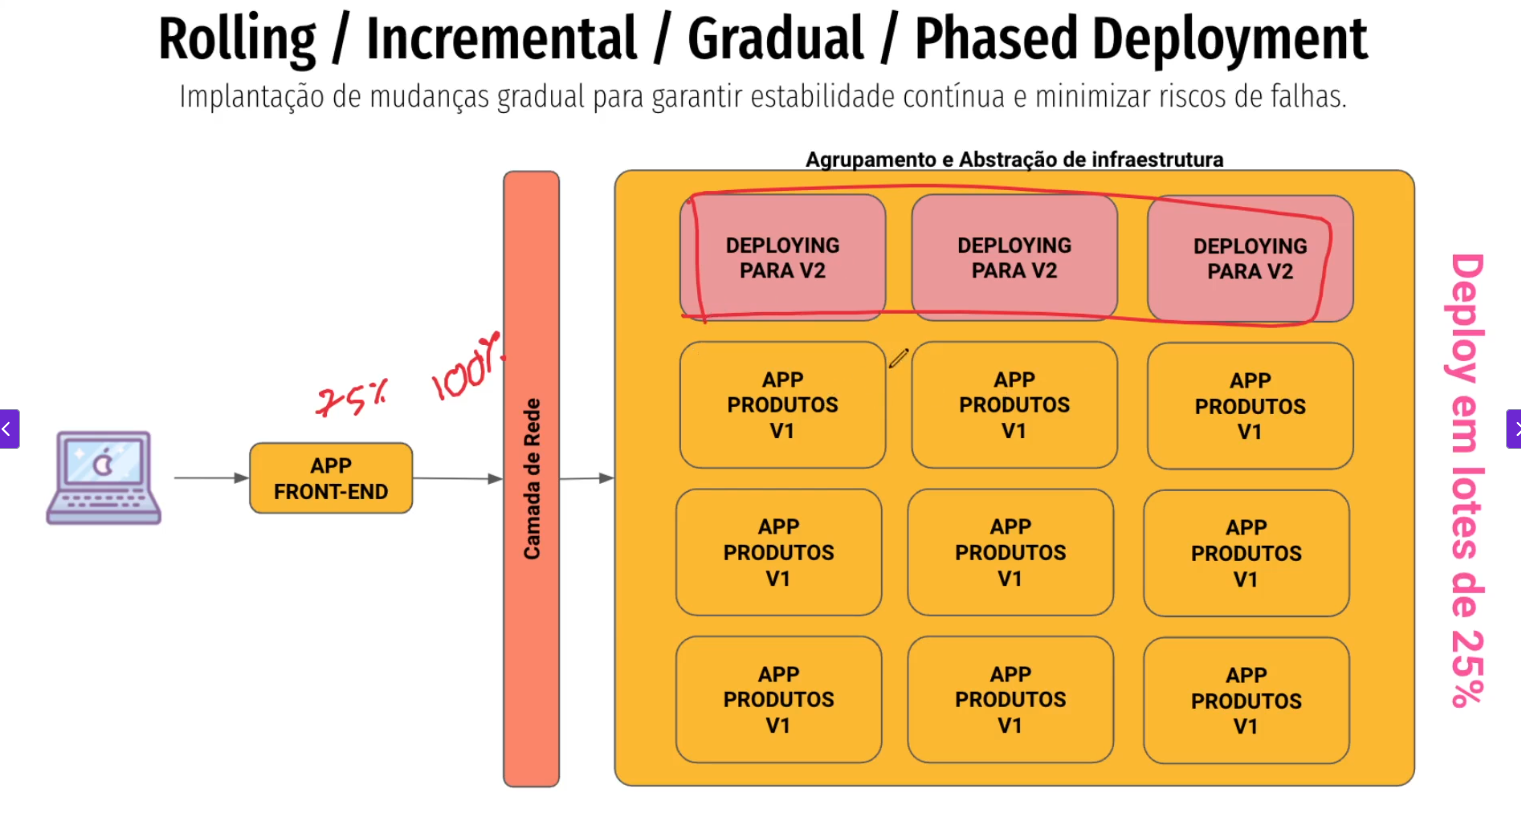 Rolling / Incremental / Gradual / Phased Deployment
Implantação de mudanças gradual para garantir estabilidade contínua e minimizar riscos de falhas.
Agrupamento e Abstração de infraestrutura
DEPLOYING
PARA V2
DEPLOYING
PARA V2
DEPLOYING
PARA V2
75% 100%
APP
FRONT-END
Camada de Rede
APP
PRODUTOS
V1
APP
PRODUTOS
V1
APP
PRODUTOS
V1
APP
PRODUTOS
V1
APP
PRODUTOS
V1
APP
PRODUTOS
V1
APP
PRODUTOS
V1
APP
PRODUTOS
V1
APP
PRODUTOS
V1
Deploy em lotes de 25%